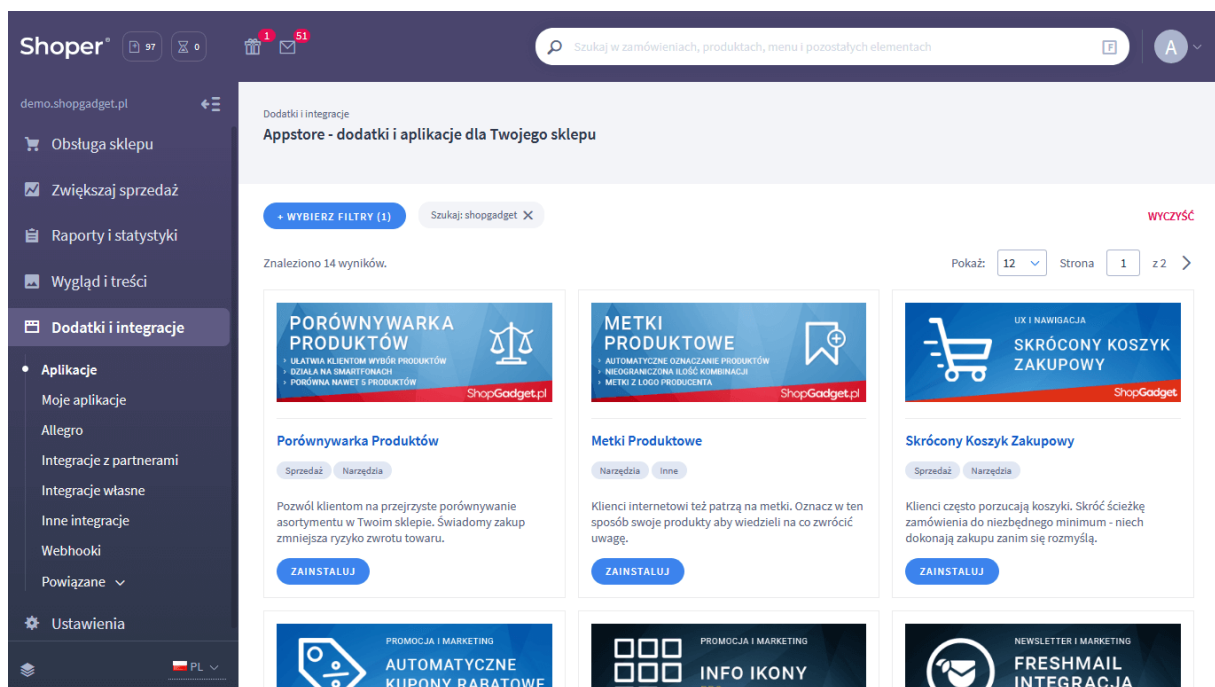 Shoper®
97
0
1
51
Szukaj w zamówieniach, produktach, menu i pozostałych elementach
F
A
demo.shopgadget.pl
Obsługa sklepu
Zwiększaj sprzedaż
Raporty i statystyki
Wygląd i treści
Dodatki i integracje
Aplikacje
Moje aplikacje
Allegro
Integracje z partnerami
Integracje własne
Inne integracje
Webhooki
Powiązane
Ustawienia
PL
Dodatki i integracje
Appstore - dodatki i aplikacje dla Twojego sklepu
+ WYBIERZ FILTRY (1)
Szukaj: shopgadget
WYCZYŚĆ
Znaleziono 14 wyników.
Pokaż: 12 Strona 1 z 2
PORÓWNYWARKA
PRODUKTÓW
› UŁATWIA KLIENTOM WYBÓR PRODUKTÓW
› DZIAŁA NA SMARTFONACH
› PORÓWNA NAWET 5 PRODUKTÓW
ShopGadget.pl
Porównywarka Produktów
Sprzedaż Narzędzia
Pozwól klientom na przejrzyste porównywanie
asortymentu w Twoim sklepie. Świadomy zakup
zmniejsza ryzyko zwrotu towaru.
ZAINSTALUJ
METKI
PRODUKTOWE
› AUTOMATYCZNE OZNACZANIE PRODUKTÓW
› NIEOGRANICZONA ILOŚĆ KOMBINACJI
› METKI Z LOGO PRODUCENTA
ShopGadget.pl
Metki Produktowe
Narzędzia Inne
Klienci internetowi też patrzą na metki. Oznacz w ten
sposób swoje produkty aby wiedzieli na co zwrócić
uwagę.
ZAINSTALUJ
UX I NAWIGACJA
SKRÓCONY KOSZYK
ZAKUPOWY
ShopGadget
Skrócony Koszyk Zakupowy
Sprzedaż Narzędzia
Klienci często porzucają koszyki. Skróć ścieżkę
zamówienia do niezbędnego minimum - niech
dokonają zakupu zanim się rozmyślą.
ZAINSTALUJ
PROMOCJA I MARKETING
AUTOMATYCZNE
KUPONY RABATOWE
PROMOCJA I MARKETING
INFO IKONY
NEWSLETTER I MARKETING
FRESHMAIL
INTEGRACJA